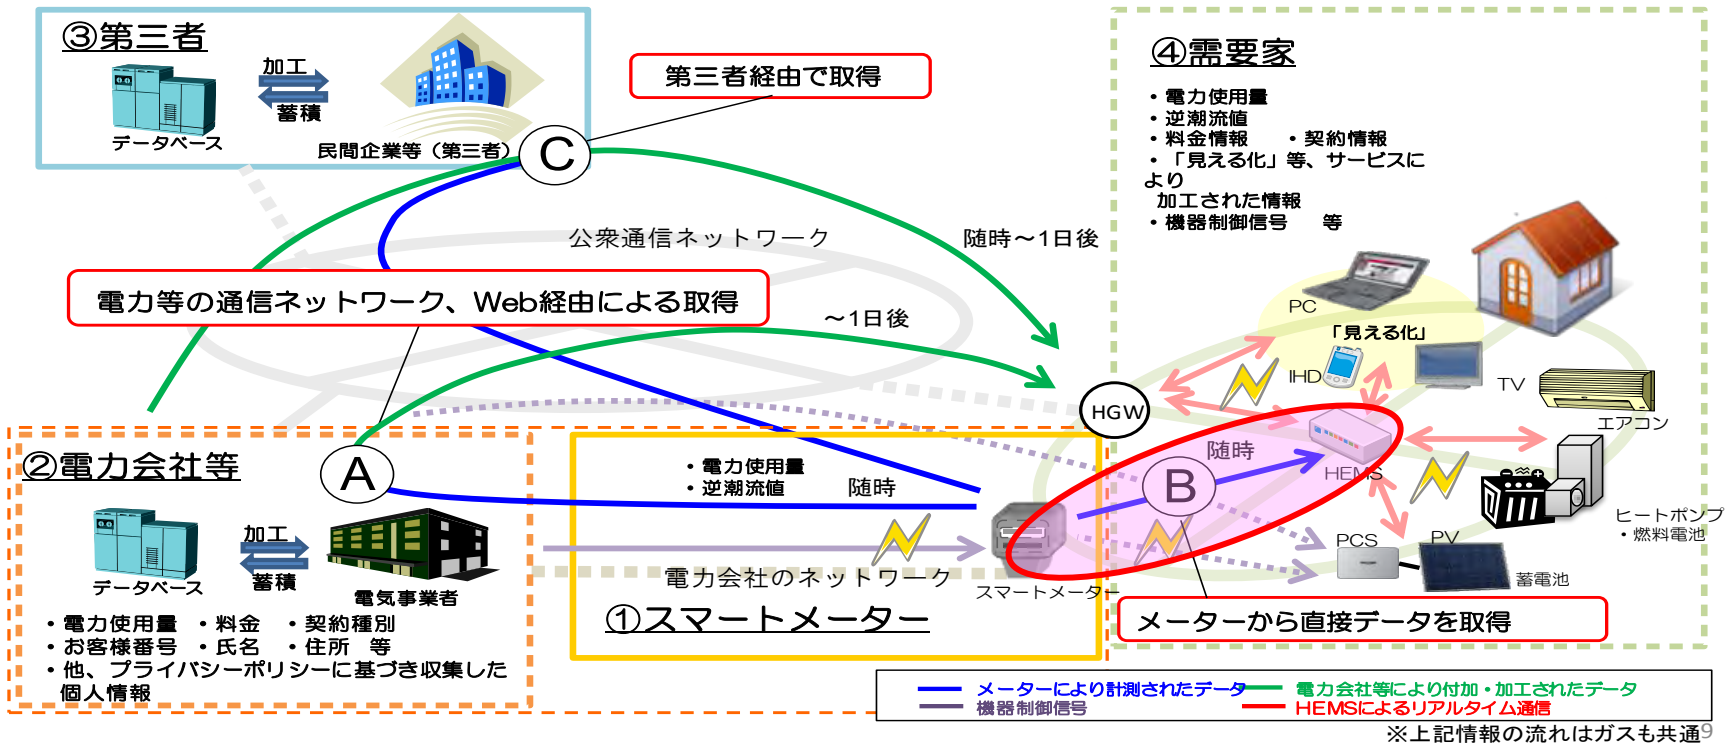 ③第三者
加工
蓄積
データベース
民間企業等（第三者）
C
第三者経由で取得
④需要家
・電力使用量
・逆潮流値
・料金情報　・契約情報
・「見える化」等、サービスに
より
加工された情報
・機器制御信号　等
公衆通信ネットワーク
随時～1日後
電力等の通信ネットワーク、Web経由による取得
～1日後
PC
「見える化」
IHD
TV
エアコン
HGW
HEMS
随時
B
ヒートポンプ
・燃料電池
PCS
PV
蓄電池
②電力会社等
A
加工
蓄積
データベース
電気事業者
・電力使用量　・料金　・契約種別
・お客様番号　・氏名　・住所　等
・他、プライバシーポリシーに基づき収集した
個人情報
・電力使用量
・逆潮流値
随時
電力会社のネットワーク
スマートメーター
①スマートメーター
メーターから直接データを取得
メーターにより計測されたデータ
電力会社等により付加・加工されたデータ
機器制御信号
HEMSによるリアルタイム通信
※上記情報の流れはガスも共通
9